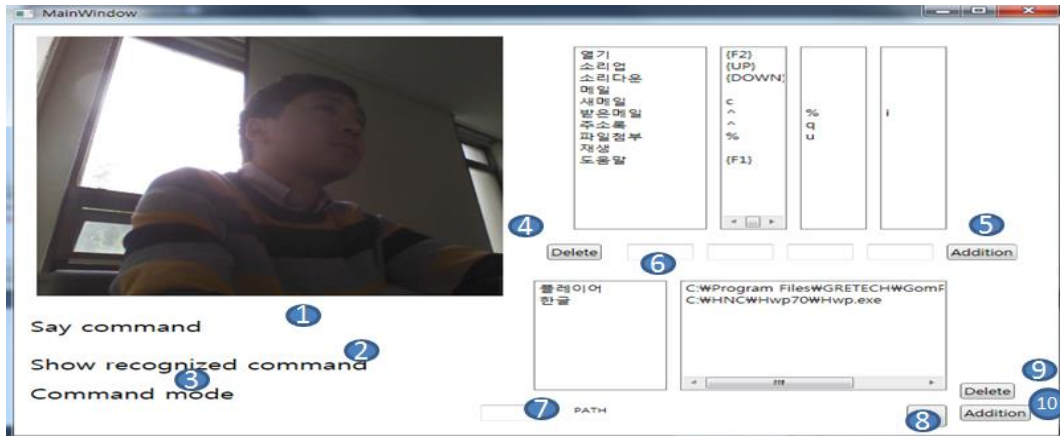 MainWindow
열기
소리업
소리다운
메일
새메일
받은메일
주소록
파일첨부
재생
도움말
{F2}
{UP}
{DOWN}
c
^
^
%
{F1}
%
q
u
i
4
5
Delete
Addition
6
플레이어
한글
C:₩Program Files₩GRETECH₩GomF
C:₩HNC₩Hwp70₩Hwp.exe
1
Say command
2
Show recognized command
3
Command mode
9
Delete
7
PATH
8
Addition
10